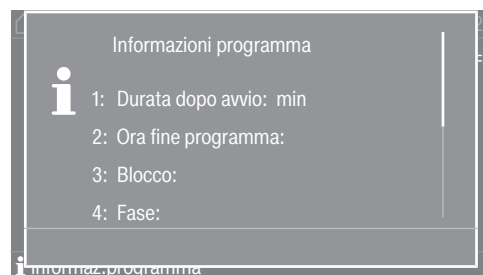 Informazioni programma
1: Durata dopo avvio: min
2: Ora fine programma:
3: Blocco:
4: Fase:
informaz.programma